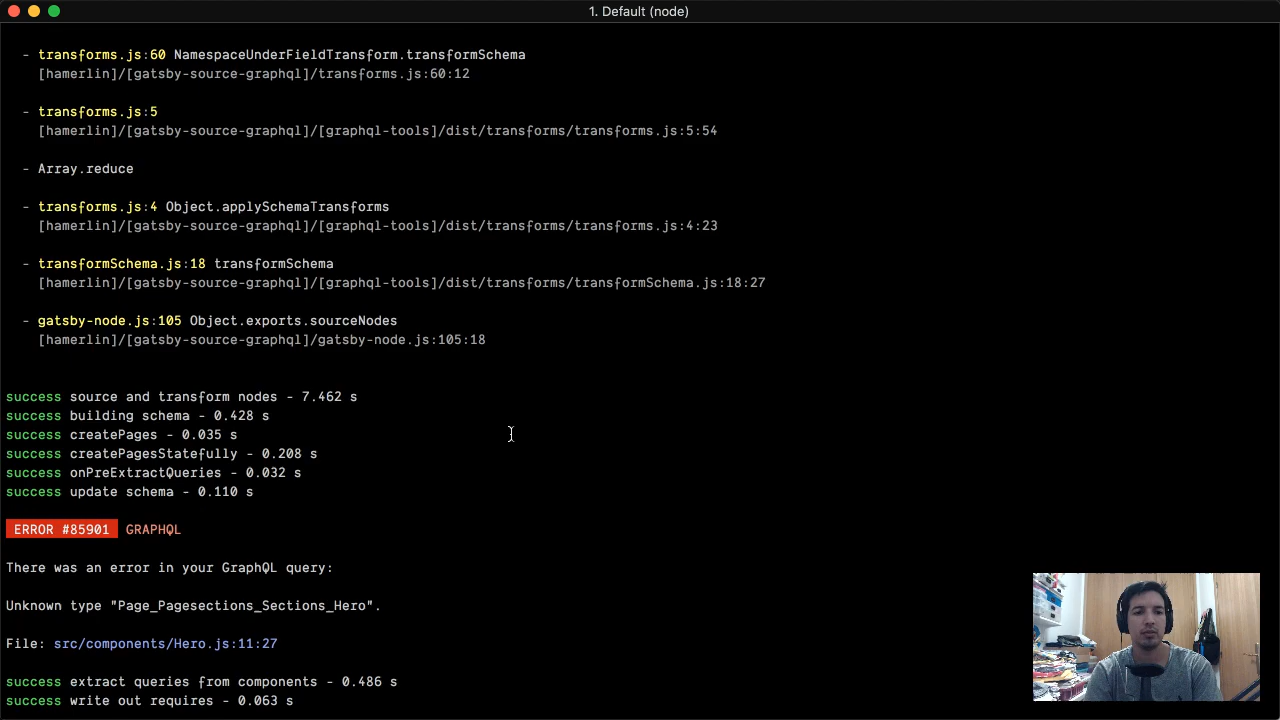 1. Default (node)
- transforms.js:60 NamespaceUnderFieldTransform.transformSchema
[hamerlin]/[gatsby-source-graphql]/transforms.js:60:12
- transforms.js:5
[hamerlin]/[gatsby-source-graphql]/[graphql-tools]/dist/transforms/transforms.js:5:54
- Array.reduce
- transforms.js:4 Object.applySchemaTransforms
[hamerlin]/[gatsby-source-graphql]/[graphql-tools]/dist/transforms/transforms.js:4:23
- transformSchema.js:18 transformSchema
[hamerlin]/[gatsby-source-graphql]/[graphql-tools]/dist/transforms/transformSchema.js:18:27
- gatsby-node.js:105 Object.exports.sourceNodes
[hamerlin]/[gatsby-source-graphql]/gatsby-node.js:105:18
success source and transform nodes - 7.462 s
success building schema - 0.428 s
success createPages - 0.035 s
success createPagesStatefully - 0.208 s
success onPreExtractQueries - 0.032 s
success update schema - 0.110 s
ERROR #85901 GRAPHQL
There was an error in your GraphQL query:
Unknown type "Page_Pagesections_Sections_Hero".
File: src/components/Hero.js:11:27
success extract queries from components - 0.486 s
success write out requires - 0.063 s